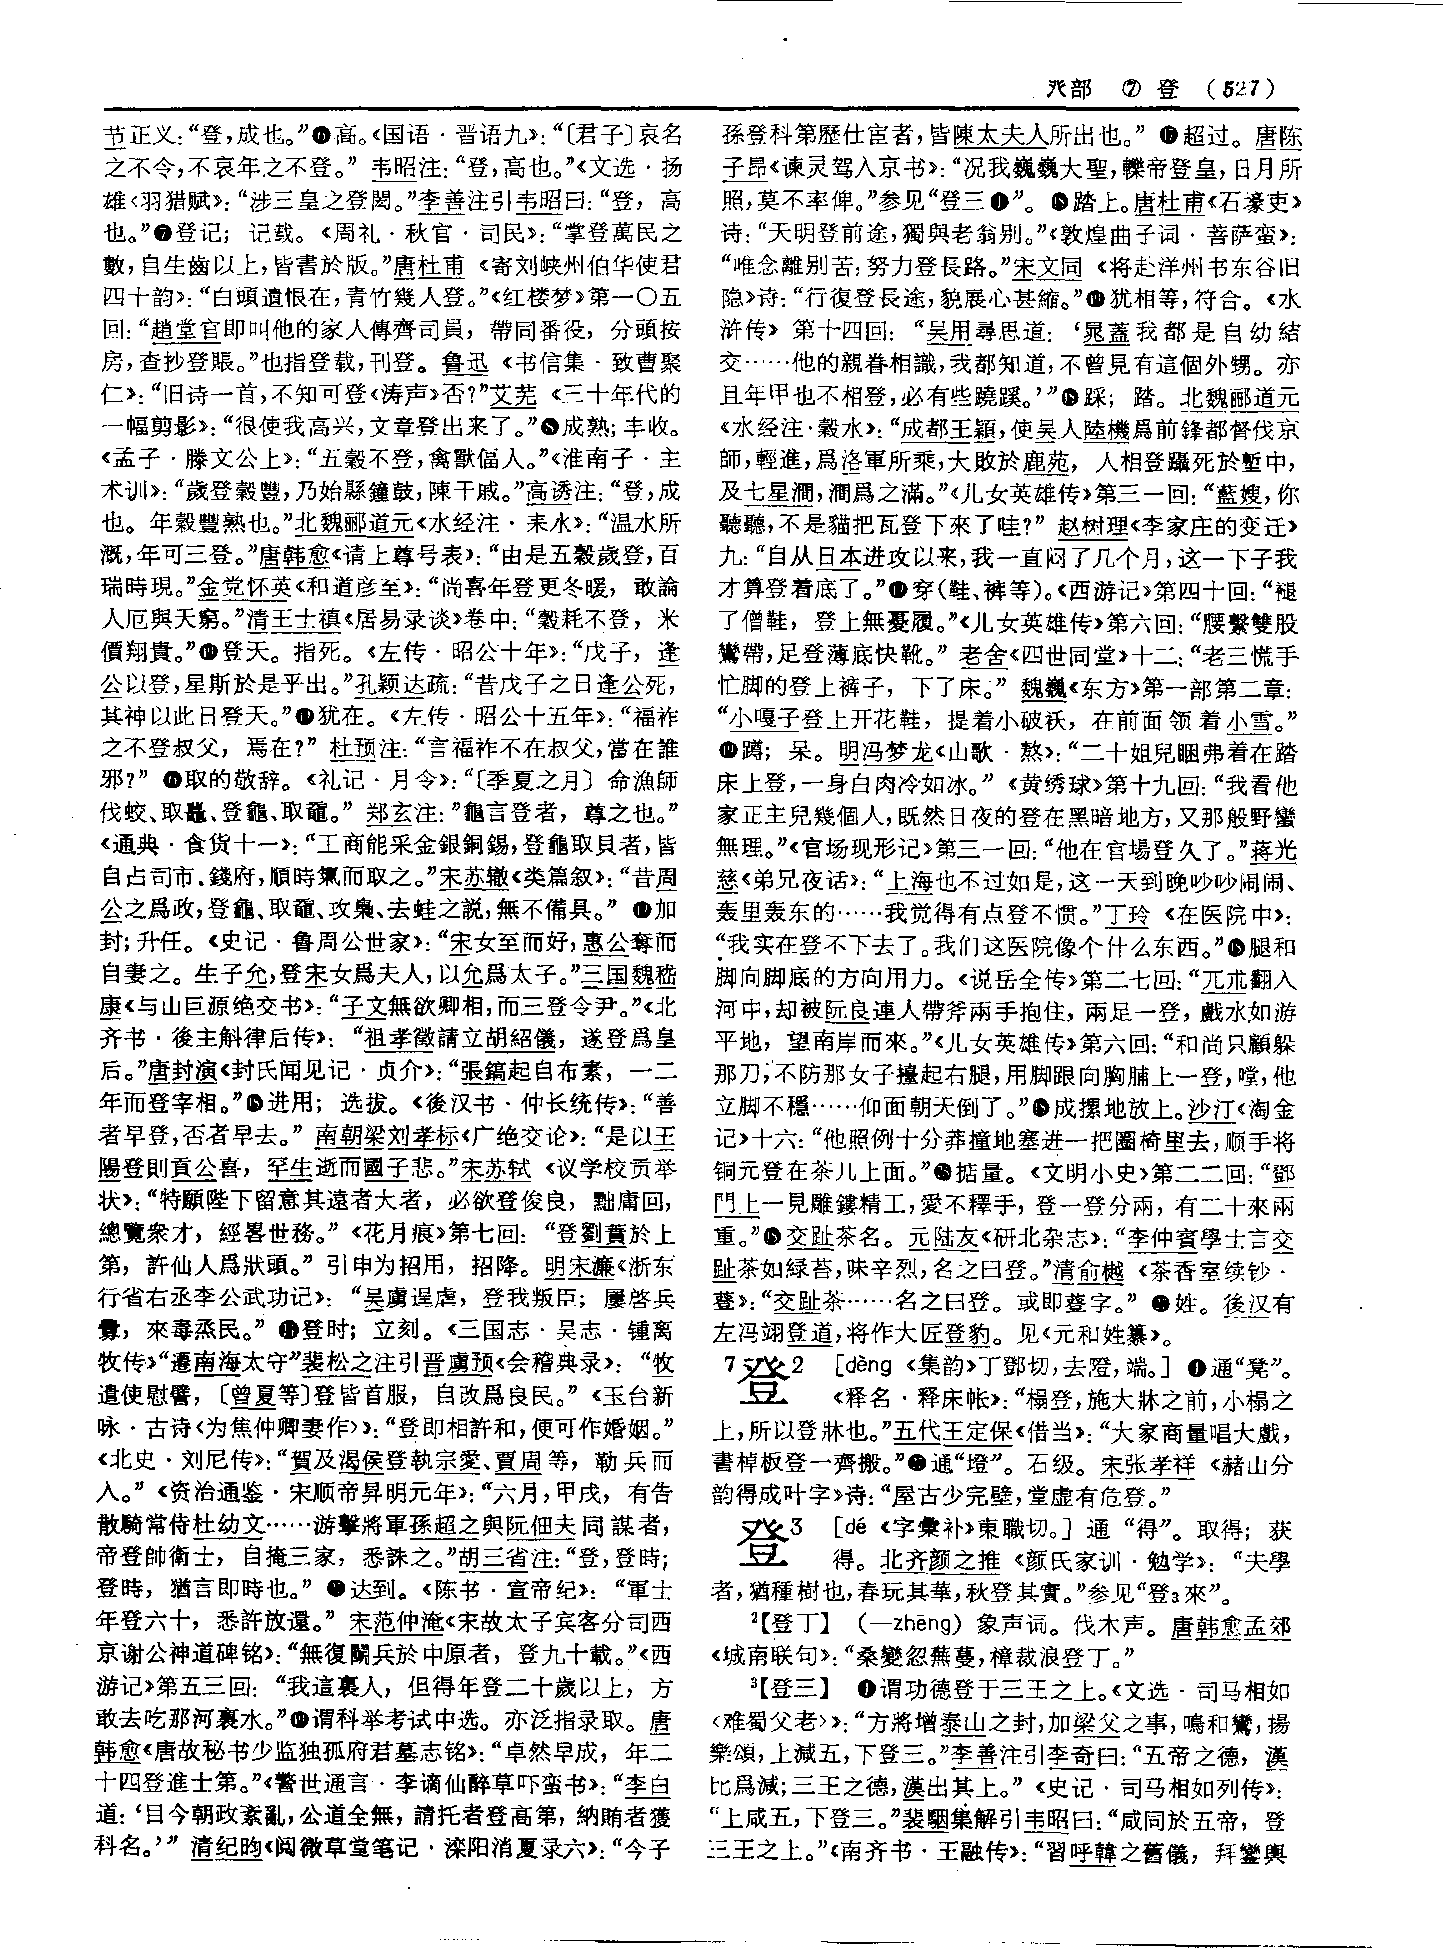 癶部 ⑦ 登 (527)
节正义:“登,成也。”❻高。《国语·晋语九》:“〔君子〕哀名
之不令,不哀年之不登。” 韦昭注:“登,高也。”《文选·扬
雄〈羽猎赋〉:“涉三皇之登閎。”李善注引韦昭曰:“登,高
也。”❼登记;记载。《周礼·秋官·司民》:“掌登萬民之
數,自生齒以上,皆書於版。”唐杜甫《寄刘峡州伯华使君
四十韵》:“白頭遺恨在,青竹幾人登。”《红楼梦》第一〇五
回:“趙堂官即叫他的家人傳齊司員,帶同番役,分頭按
房,查抄登賬。”也指登载,刊登。鲁迅《书信集·致曹聚
仁》:“旧诗一首,不知可登《涛声》否?”艾芜《三十年代的
一幅剪影》:“很使我高兴,文章登出来了。”❽成熟;丰收。
《孟子·滕文公上》:“五穀不登,禽獸偪人。”《淮南子·主
术训》:“歲登穀豐,乃始縣鐘鼓,陳干戚。”高诱注:“登,成
也。年穀豐熟也。”北魏郦道元《水经注·耒水》:“温水所
溉,年可三登。”唐韩愈《请上尊号表》:“由是五穀歲登,百
瑞時現。”金党怀英《和道彦至》:“尚喜年登更冬暖,敢論
人厄與天窮。”清王士禛《居易录谈》卷中:“穀耗不登,米
價翔貴。”❿登天。指死。《左传·昭公十年》:“戊子,逢
公以登,星斯於是乎出。”孔颖达疏:“昔戊子之日逢公死,
其神以此日登天。”⓫犹在。《左传·昭公十五年》:“福祚
之不登叔父,焉在?” 杜预注:“言福祚不在叔父,當在誰
邪?” ⓬取的敬辞。《礼记·月令》:“〔季夏之月〕命漁師
伐蛟、取鼉、登龜、取黿。” 郑玄注:”龜言登者,尊之也。”
《通典·食货十一》:“工商能采金銀銅錫,登龜取貝者,皆
自占司市、錢府,順時氣而取之。”宋苏辙《类篇叙》:“昔周
公之爲政,登龜、取黿、攻梟、去蛙之説,無不備具。” ⓭加
封;升任。《史记·鲁周公世家》:“宋女至而好,惠公奪而
自妻之。生子允,登宋女爲夫人,以允爲太子。”三国魏嵇
康《与山巨源绝交书》:“子文無欲卿相,而三登令尹。”《北
齐书·後主斛律后传》:“祖孝徵請立胡紹儀,遂登爲皇
后。”唐封演《封氏闻见记·贞介》:“張鎬起自布素,一二
年而登宰相。”⓮进用;选拔。《後汉书·仲长统传》:“善
者早登,否者早去。” 南朝梁刘孝标《广绝交论》:“是以王
陽登則貢公喜,罕生逝而國子悲。”宋苏轼《议学校贡举
状》:“特願陛下留意其遠者大者,必欲登俊良,黜庸回,
總覽衆才,經畧世務。”《花月痕》第七回:“登劉蕡於上
第,許仙人爲狀頭。”引申为招用,招降。明宋濂《浙东
行省右丞李公武功记》:“吴虜逞虐,登我叛臣;屢啓兵
釁,來毒烝民。” ⓯登时;立刻。《三国志·吴志·锺离
牧传》“遷南海太守”裴松之注引晋虞预《会稽典录》:“牧
遣使慰譬,〔曾夏等〕登皆首服,自改爲良民。”《玉台新
咏·古诗〈为焦仲卿妻作〉》:“登即相許和,便可作婚姻。”
《北史·刘尼传》:“賀及渴侯登執宗愛、賈周等,勒兵而
入。”《资治通鉴·宋顺帝昇明元年》:“六月,甲戌,有告
散騎常侍杜幼文……游擊將軍孫超之與阮佃夫同謀者,
帝登帥衛士,自掩三家,悉誅之。”胡三省注:“登,登時;
登時,猶言即時也。” ⓰达到。《陈书·宣帝纪》:“軍士
年登六十,悉許放還。” 宋范仲淹《宋故太子宾客分司西
京谢公神道碑铭》:“無復鬭兵於中原者,登九十載。”《西
游记》第五三回:“我這裏人,但得年登二十歲以上,方
敢去吃那河裏水。”⓱谓科举考试中选。亦泛指录取。唐
韩愈《唐故秘书少监独孤府君墓志铭》:“卓然早成,年二
十四登進士第。”《警世通言·李谪仙醉草吓蛮书》:“李白
道:‘目今朝政紊亂,公道全無,請托者登高第,納賄者獲
科名。’” 清纪昀《阅微草堂笔记·滦阳消夏录六》:“今子
孫登科第歷仕宦者,皆陳太夫人所出也。” ⓱超过。唐陈
子昂《谏灵驾入京书》:“况我巍巍大聖,轢帝登皇,日月所
照,莫不率俾。”参见“登三❶”。⓲踏上。唐杜甫《石濠吏》
诗:“天明登前途,獨與老翁别。”《敦煌曲子词·菩萨蛮》:
“唯念離别苦;努力登長路。”宋文同《将赴洋州书东谷旧
隐》诗:“行復登長途,貌展心甚縮。”⓳犹相等,符合。《水
浒传》第十四回:“吴用尋思道:‘晁蓋我都是自幼結
交……他的親眷相識,我都知道,不曾見有這個外甥。亦
且年甲也不相登,必有些蹺蹊。’”⓴踩;踏。北魏郦道元
《水经注·榖水》:“成都王穎,使吴人陸機爲前鋒都督伐京
師,輕進,爲洛軍所乘,大敗於鹿苑,人相登躡死於塹中,
及七星澗,澗爲之滿。”《儿女英雄传》第三一回:“藍嫂,你
聽聽,不是貓把瓦登下來了哇?” 赵树理《李家庄的变迁》
九:“自从日本进攻以来,我一直闷了几个月,这一下子我
才算登着底了。”㉑穿(鞋、裤等)。《西游记》第四十回:“褪
了僧鞋,登上無憂履。”《儿女英雄传》第六回:“腰繫雙股
鸞帶,足登薄底快靴。” 老舍《四世同堂》十二:“老三慌手
忙脚的登上裤子,下了床。” 魏巍《东方》第一部第二章:
“小嘎子登上开花鞋,提着小破袄,在前面领着小雪。”
㉒蹲;呆。明冯梦龙《山歌·熬》:“二十姐兒睏弗着在踏
床上登,一身白肉冷如冰。”《黄绣球》第十九回:“我看他
家正主兒幾個人,既然日夜的登在黑暗地方,又那般野蠻
無理。”《官场现形记》第三一回:“他在官場登久了。”蒋光
慈《弟兄夜话》:“上海也不过如是,这一天到晚吵吵闹闹、
轰里轰东的……我觉得有点登不惯。”丁玲《在医院中》:
“我实在登不下去了。我们这医院像个什么东西。”㉓腿和
脚向脚底的方向用力。《说岳全传》第二七回:“兀朮翻入
河中,却被阮良連人帶斧兩手抱住,兩足一登,戲水如游
平地,望南岸而來。”《儿女英雄传》第六回:“和尚只顧躲
那刀,不防那女子擡起右腿,用脚跟向胸脯上一登,嘡,他
立脚不穩……仰面朝天倒了。”㉔成摞地放上。沙汀《淘金
记》十六:“他照例十分莽撞地塞进一把圈椅里去,顺手将
铜元登在茶几上面。”㉕掂量。《文明小史》第二二回:“鄧
門上一見雕鏤精工,愛不釋手,登一登分兩,有二十來兩
重。”㉖交趾茶名。元陆友《研北杂志》:“李仲賓學士言交
趾茶如緑苔,味辛烈,名之曰登。”清俞樾《茶香室续钞·
䔲》:“交趾茶……名之曰登。或即䔲字。” ㉗姓。後汉有
左冯翊登道,将作大匠登豹。见《元和姓纂》。
7登2 [dèng《集韵》丁鄧切,去嶝,端。] ❶通“凳”。
《释名·释床帐》:“榻登,施大牀之前,小榻之
上,所以登牀也。”五代王定保《借当》:“大家商量唱大戲,
書棹板登一齊搬。”❷通“墱”。石级。宋张孝祥《赭山分
韵得成叶字》诗:“屋古少完壁,堂虚有危登。”
登3 [dé《字彙补》東職切。] 通“得”。取得;获
得。北齐颜之推《颜氏家训·勉学》:“夫學
者,猶種樹也,春玩其華,秋登其實。”参见“登3來”。
²【登丁】(—zhēng) 象声词。伐木声。唐韩愈孟郊
《城南联句》:“桑變忽蕪蔓,樟裁浪登丁。”
³【登三】 ❶谓功德登于三王之上。《文选·司马相如
〈难蜀父老〉》:“方將增泰山之封,加梁父之事,鳴和鸞,揚
樂頌,上減五,下登三。”李善注引李奇曰:“五帝之德,漢
比爲減;三王之德,漢出其上。”《史记·司马相如列传》:
“上咸五,下登三。”裴駰集解引韦昭曰:“咸同於五帝,登
三王之上。”《南齐书·王融传》:“習呼韓之舊儀,拜鑾輿